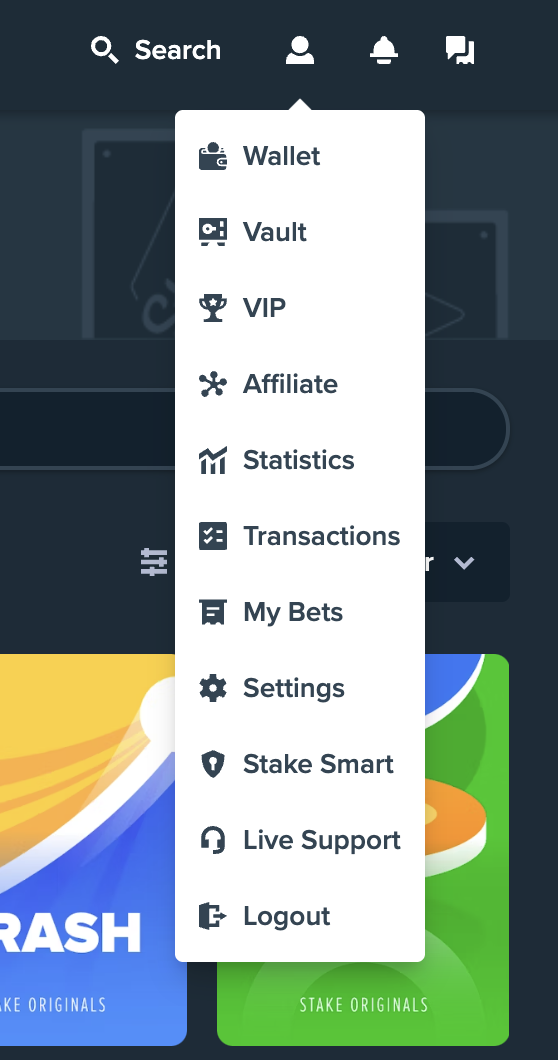 Search
Wallet
Vault
VIP
Affiliate
Statistics
Transactions
My Bets
Settings
Stake Smart
Live Support
Logout
r
RASH
AKE ORIGINALS
STAKE ORIGINALS